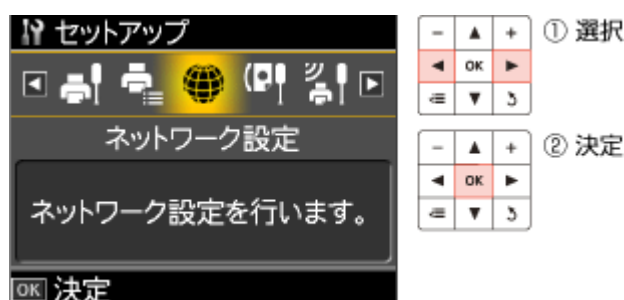 セットアップ
ネットワーク設定
ネットワーク設定を行います。
OK 決定
- +
① 選択
OK
- +
② 決定
OK